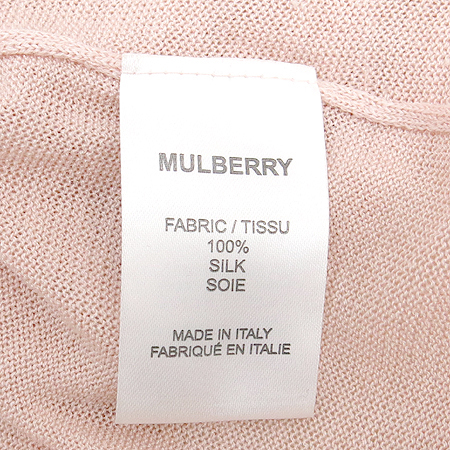 MULBERRY
FABRIC / TISSU
100%
SILK
SOIE
MADE IN ITALY
FABRIQUÉ EN ITALIE